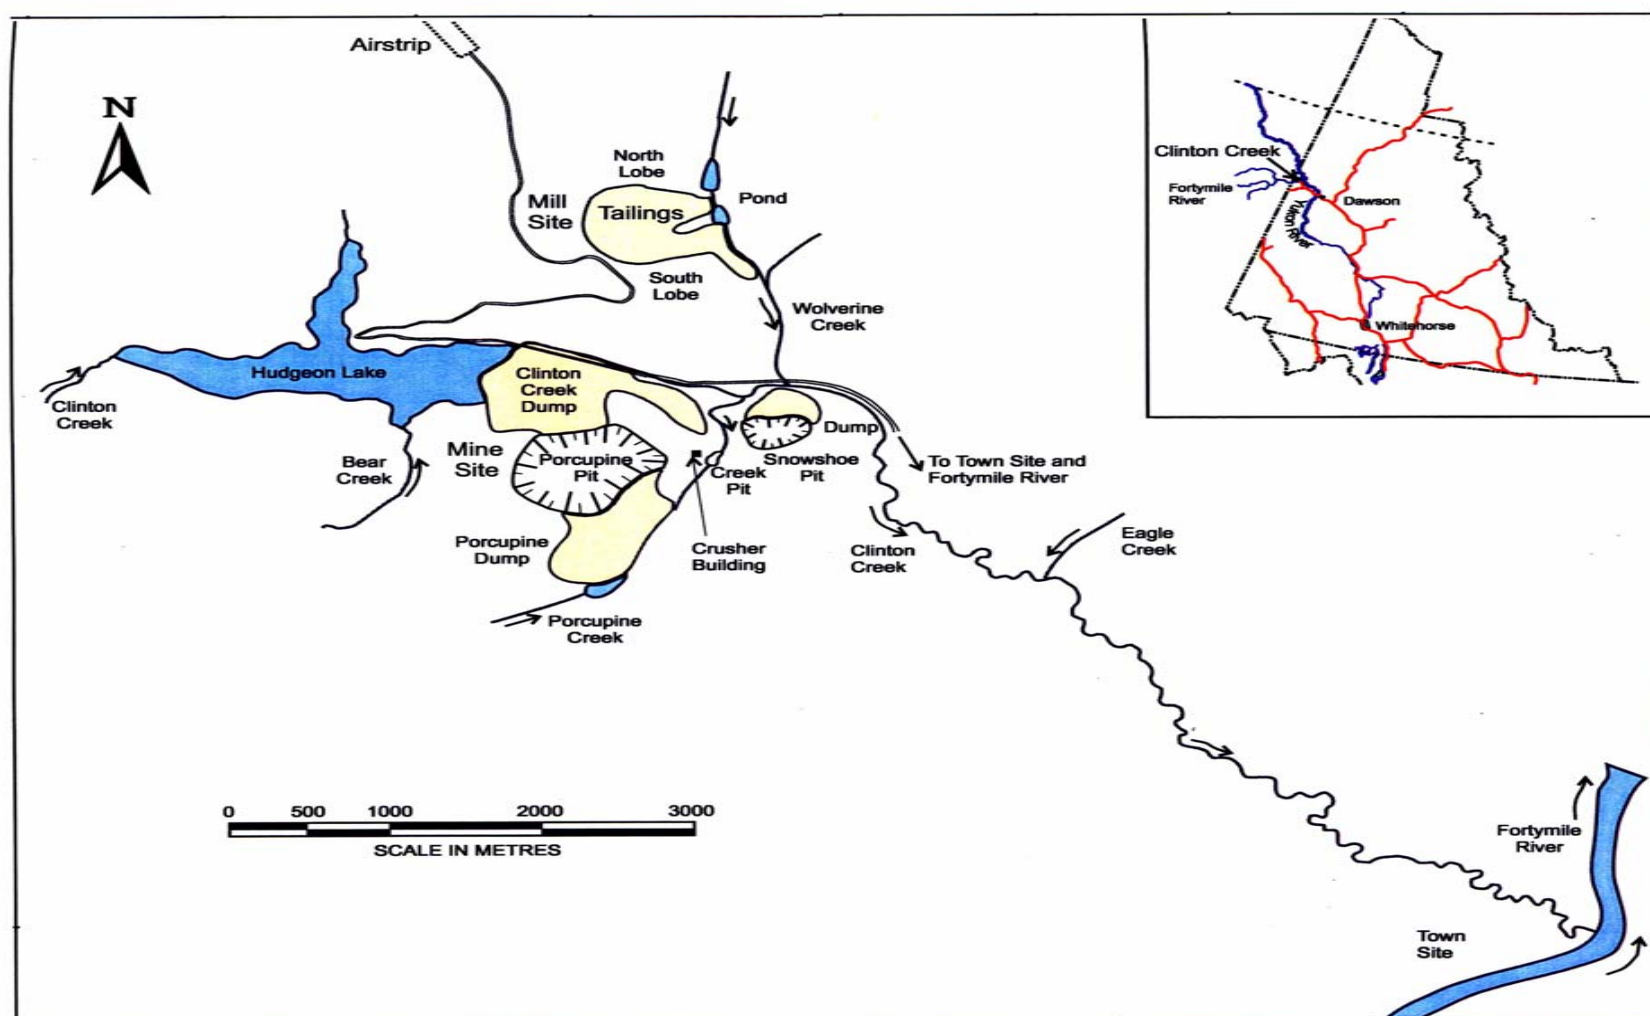 Airstrip
N
North
Lobe
Mill
Site
Tailings
Pond
South
Lobe
Wolverine
Creek
Hudgeon Lake
Clinton
Creek
Dump
Clinton
Creek
Bear
Creek
Mine
Site
Porcupine
Pit
Creek
Pit
Dump
Snowshoe
Pit
To Town Site and
Fortymile River
Porcupine
Dump
Crusher
Building
Clinton
Creek
Eagle
Creek
Porcupine
Creek
0 500 1000 2000 3000
SCALE IN METRES
Fortymile
River
Town
Site
Clinton Creek
Fortymile
River
Dawson
Yukon River
Whitehorse